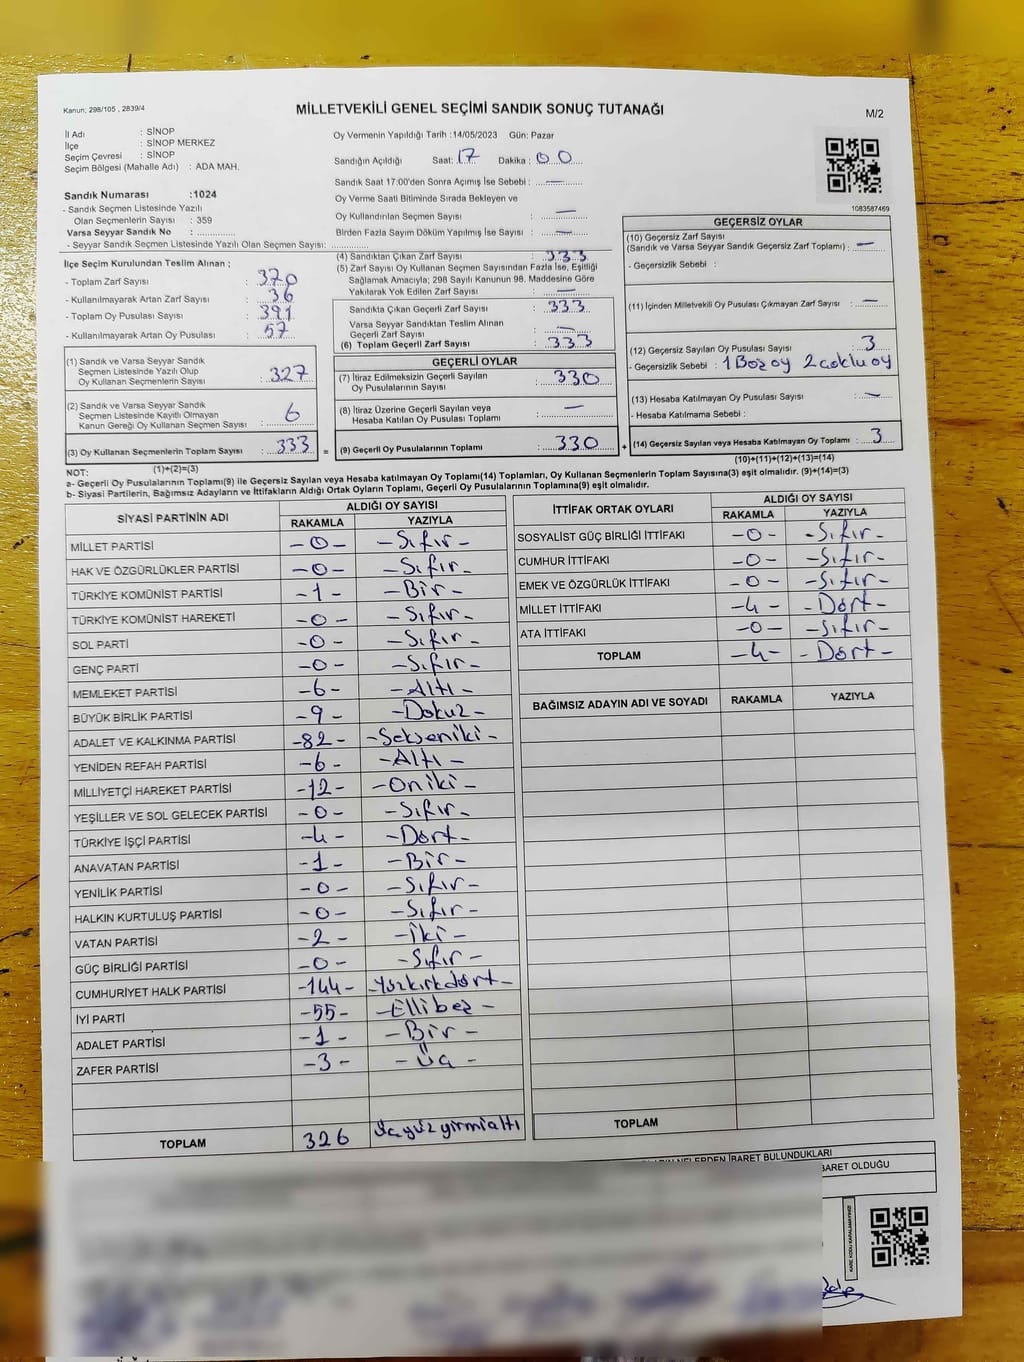 Kanun; 298/105 , 2839/4
MİLLETVEKİLİ GENEL SEÇİMİ SANDIK SONUÇ TUTANAĞI
M/2
İl Adı : SİNOP
İlçe : SİNOP MERKEZ
Seçim Çevresi : SİNOP
Seçim Bölgesi (Mahalle Adı) : ADA MAH.
Oy Vermenin Yapıldığı Tarih :14/05/2023 Gün: Pazar
Sandığın Açıldığı Saat: 17 Dakika : 00
Sandık Saat 17:00'den Sonra Açımış İse Sebebi : —
Oy Verme Saati Bitiminde Sırada Bekleyen ve
Oy Kullandırılan Seçmen Sayısı : —
Birden Fazla Sayım Döküm Yapılmış İse Sayısı : —
1083587469
Sandık Numarası :1024
- Sandık Seçmen Listesinde Yazılı
Olan Seçmenlerin Sayısı : 359
Varsa Seyyar Sandık No :
- Seyyar Sandık Seçmen Listesinde Yazılı Olan Seçmen Sayısı:
İlçe Seçim Kurulundan Teslim Alınan ;
- Toplam Zarf Sayısı : 370
- Kullanılmayarak Artan Zarf Sayısı : 36
- Toplam Oy Pusulası Sayısı : 391
- Kullanılmayarak Artan Oy Pusulası : 57
(1) Sandık ve Varsa Seyyar Sandık
Seçmen Listesinde Yazılı Olup
Oy Kullanan Seçmenlerin Sayısı : 327
(2) Sandık ve Varsa Seyyar Sandık
Seçmen Listesinde Kayıtlı Olmayan
Kanun Gereği Oy Kullanan Seçmen Sayısı : 6
(3) Oy Kullanan Seçmenlerin Toplam Sayısı : 333
(1)+(2)=(3)
(4) Sandıktan Çıkan Zarf Sayısı : 333
(5) Zarf Sayısı Oy Kullanan Seçmen Sayısından Fazla İse, Eşitliği
Sağlamak Amacıyla; 298 Sayılı Kanunun 98. Maddesine Göre
Yakılarak Yok Edilen Zarf Sayısı : —
Sandıkta Çıkan Geçerli Zarf Sayısı : 333
Varsa Seyyar Sandıktan Teslim Alınan
Geçerli Zarf Sayısı : —
(6) Toplam Geçerli Zarf Sayısı : 333
GEÇERLİ OYLAR
(7) İtiraz Edilmeksizin Geçerli Sayılan
Oy Pusulalarının Sayısı : 330
(8) İtiraz Üzerine Geçerli Sayılan veya
Hesaba Katılan Oy Pusulası Toplamı : —
= (9) Geçerli Oy Pusulalarının Toplamı : 330
GEÇERSİZ OYLAR
(10) Geçersiz Zarf Sayısı
(Sandık ve Varsa Seyyar Sandık Geçersiz Zarf Toplamı) : —
- Geçersizlik Sebebi :
(11) İçinden Milletvekili Oy Pusulası Çıkmayan Zarf Sayısı : —
(12) Geçersiz Sayılan Oy Pusulası Sayısı : 3
- Geçersizlik Sebebi : 1 Boş oy 2 çoklu oy
(13) Hesaba Katılmayan Oy Pusulası Sayısı : —
- Hesaba Katılmama Sebebi :
+ (14) Geçersiz Sayılan veya Hesaba Katılmayan Oy Toplamı : 3
(10)+(11)+(12)+(13)=(14)
NOT:
a- Geçerli Oy Pusulalarının Toplamı(9) ile Geçersiz Sayılan veya Hesaba katılmayan Oy Toplamı(14) Toplamları, Oy Kullanan Seçmenlerin Toplam Sayısına(3) eşit olmalıdır. (9)+(14)=(3)
b- Siyasi Partilerin, Bağımsız Adayların ve İttifakların Aldığı Ortak Oyların Toplamı, Geçerli Oy Pusulalarının Toplamına(9) eşit olmalıdır.
SİYASİ PARTİNİN ADI ALDIĞI OY SAYISI
RAKAMLA YAZIYLA
MİLLET PARTİSİ -0- -Sıfır-
HAK VE ÖZGÜRLÜKLER PARTİSİ -0- -Sıfır-
TÜRKİYE KOMÜNİST PARTİSİ -1- -Bir-
TÜRKİYE KOMÜNİST HAREKETİ -0- -Sıfır-
SOL PARTİ -0- -Sıfır-
GENÇ PARTİ -0- -Sıfır-
MEMLEKET PARTİSİ -6- -Altı-
BÜYÜK BİRLİK PARTİSİ -9- -Dokuz-
ADALET VE KALKINMA PARTİSİ -82- -Sekseniki-
YENİDEN REFAH PARTİSİ -6- -Altı-
MİLLİYETÇİ HAREKET PARTİSİ -12- -Oniki-
YEŞİLLER VE SOL GELECEK PARTİSİ -0- -Sıfır-
TÜRKİYE İŞÇİ PARTİSİ -4- -Dört-
ANAVATAN PARTİSİ -1- -Bir-
YENİLİK PARTİSİ -0- -Sıfır-
HALKIN KURTULUŞ PARTİSİ -0- -Sıfır-
VATAN PARTİSİ -2- -İki-
GÜÇ BİRLİĞİ PARTİSİ -0- -Sıfır-
CUMHURİYET HALK PARTİSİ -144- -Yüzkırkdört-
İYİ PARTİ -55- -Ellibeş-
ADALET PARTİSİ -1- -Bir-
ZAFER PARTİSİ -3- -Üç-
TOPLAM 326 Üçyüzyirmialtı
İTTİFAK ORTAK OYLARI ALDIĞI OY SAYISI
RAKAMLA YAZIYLA
SOSYALİST GÜÇ BİRLİĞİ İTTİFAKI -0- -Sıfır-
CUMHUR İTTİFAKI -0- -Sıfır-
EMEK VE ÖZGÜRLÜK İTTİFAKI -0- -Sıfır-
MİLLET İTTİFAKI -4- -Dört-
ATA İTTİFAKI -0- -Sıfır-
TOPLAM -4- -Dört-
BAĞIMSIZ ADAYIN ADI VE SOYADI RAKAMLA YAZIYLA
TOPLAM
NELERDEN İBARET BULUNDUKLARI
BARET OLDUĞU
KARE KODU KAPALAMAYINIZ